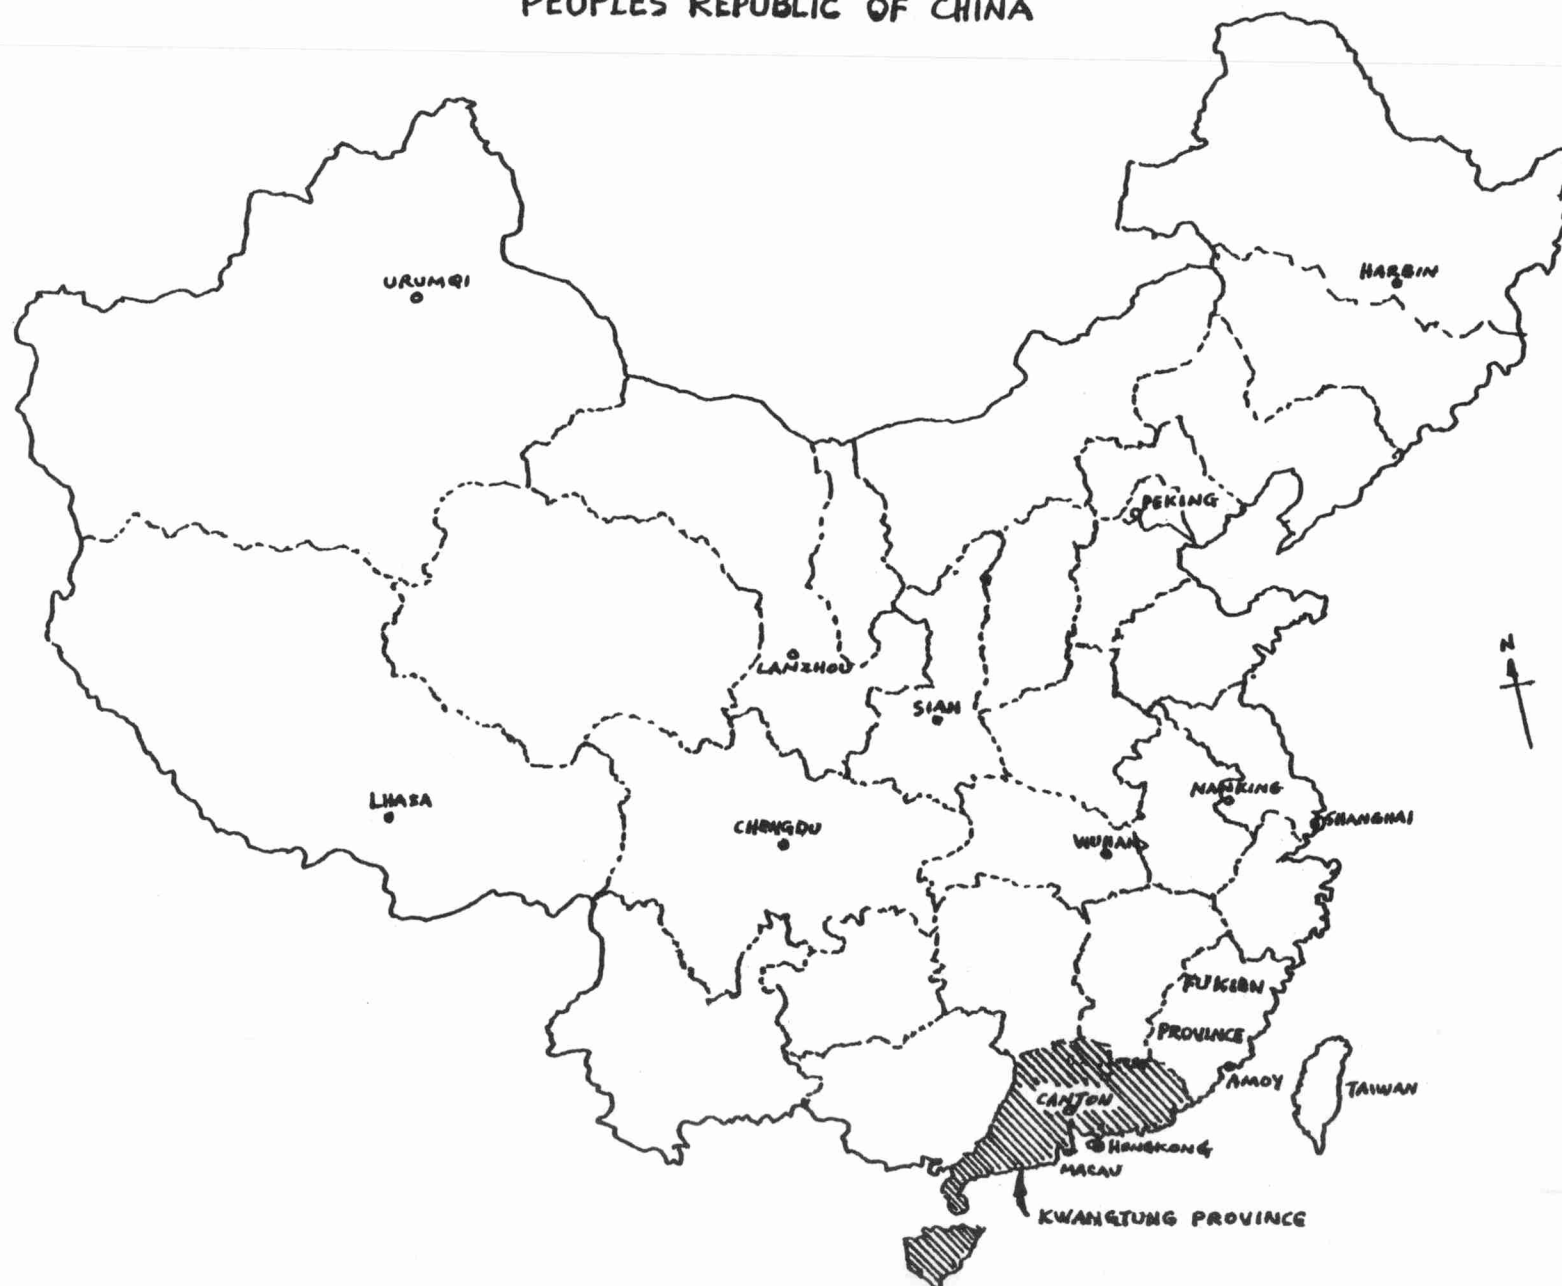 PEOPLES REPUBLIC OF CHINA
URUMQI
HARBIN
PEKING
N
LANZHOU
SIAN
LHASA
CHENGDU
NANKING
SHANGHAI
WUHAN
FUKIEN
PROVINCE
AMOY
TAIWAN
CANTON
HONGKONG
MACAU
KWANGTUNG PROVINCE